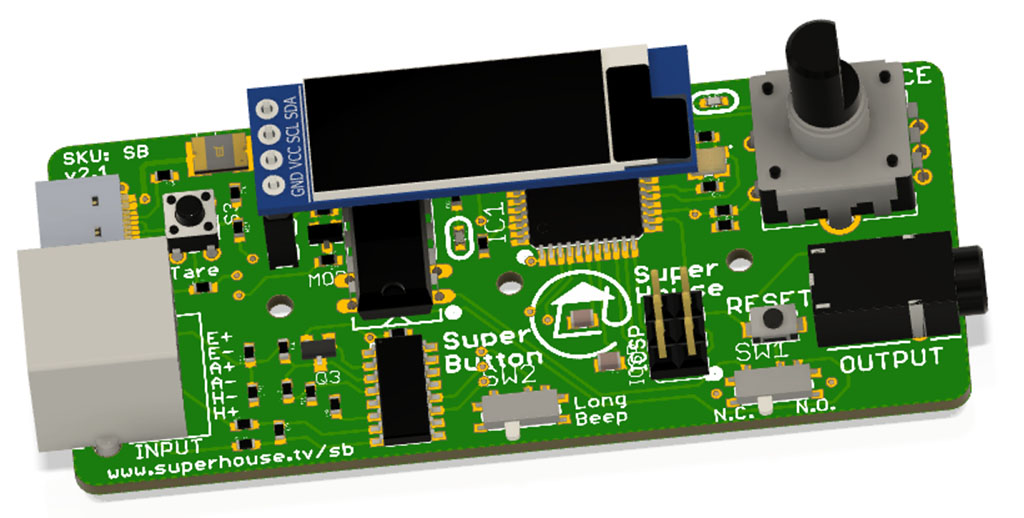 SKU: SB
v2.1
GND VCC SCL SDA
CE
S2
Tare
IC1
MOD
Super
House
Super
Button
RESET
SW1
OUTPUT
E+
E-
A+
A-
H-
H+
Q3
SW2
ICSP
Long
Beep
N.C.
N.O.
INPUT
www.superhouse.tv/sb